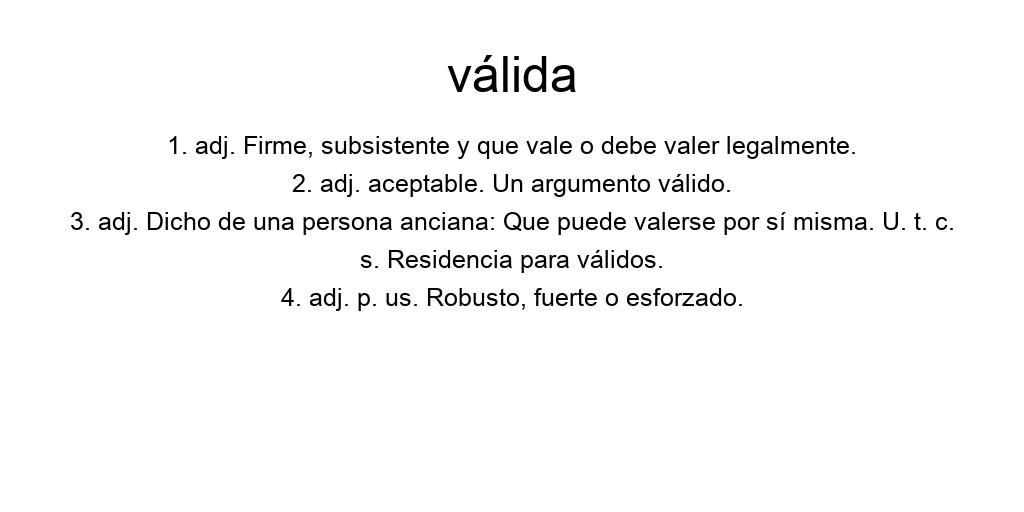 válida
1. adj. Firme, subsistente y que vale o debe valer legalmente.
2. adj. aceptable. Un argumento válido.
3. adj. Dicho de una persona anciana: Que puede valerse por sí misma. U. t. c.
s. Residencia para válidos.
4. adj. p. us. Robusto, fuerte o esforzado.